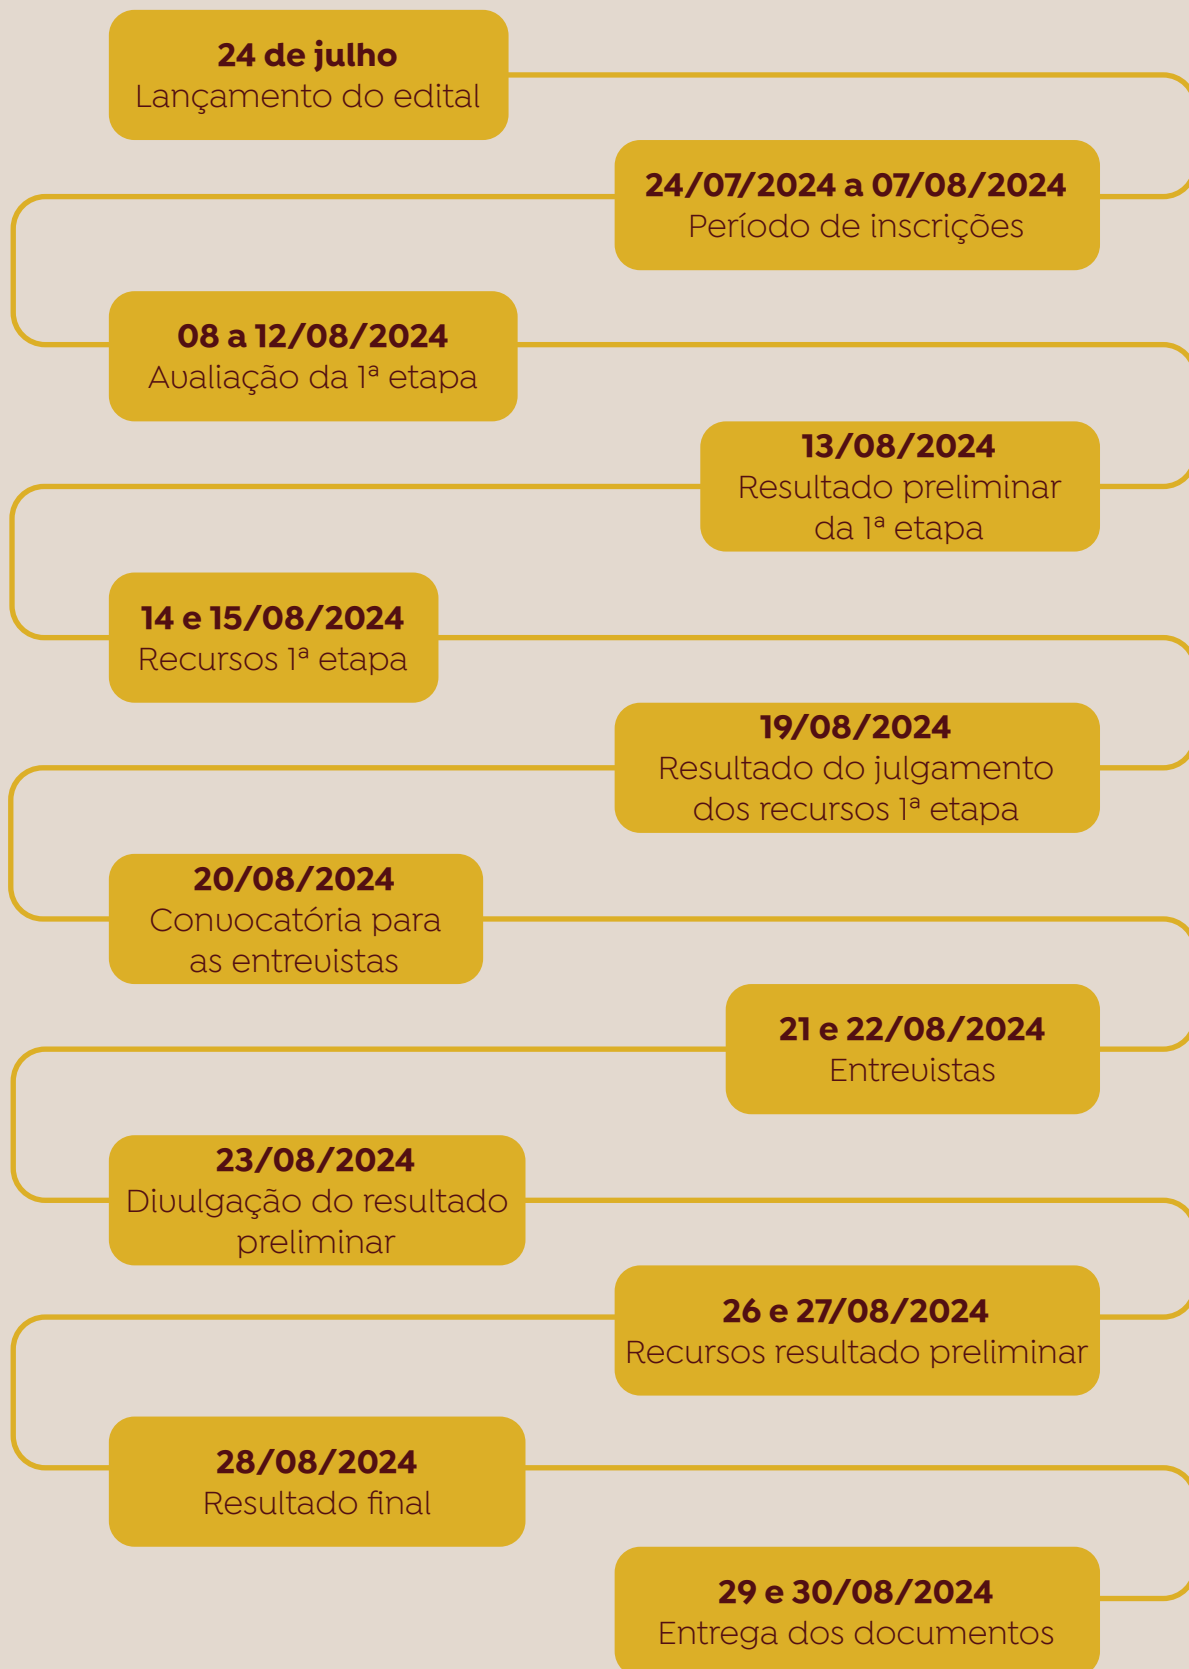 24 de julho
Lançamento do edital
24/07/2024 a 07/08/2024
Período de inscrições
08 a 12/08/2024
Avaliação da 1ª etapa
13/08/2024
Resultado preliminar
da 1ª etapa
14 e 15/08/2024
Recursos 1ª etapa
19/08/2024
Resultado do julgamento
dos recursos 1ª etapa
20/08/2024
Convocatória para
as entrevistas
21 e 22/08/2024
Entrevistas
23/08/2024
Divulgação do resultado
preliminar
26 e 27/08/2024
Recursos resultado preliminar
28/08/2024
Resultado final
29 e 30/08/2024
Entrega dos documentos